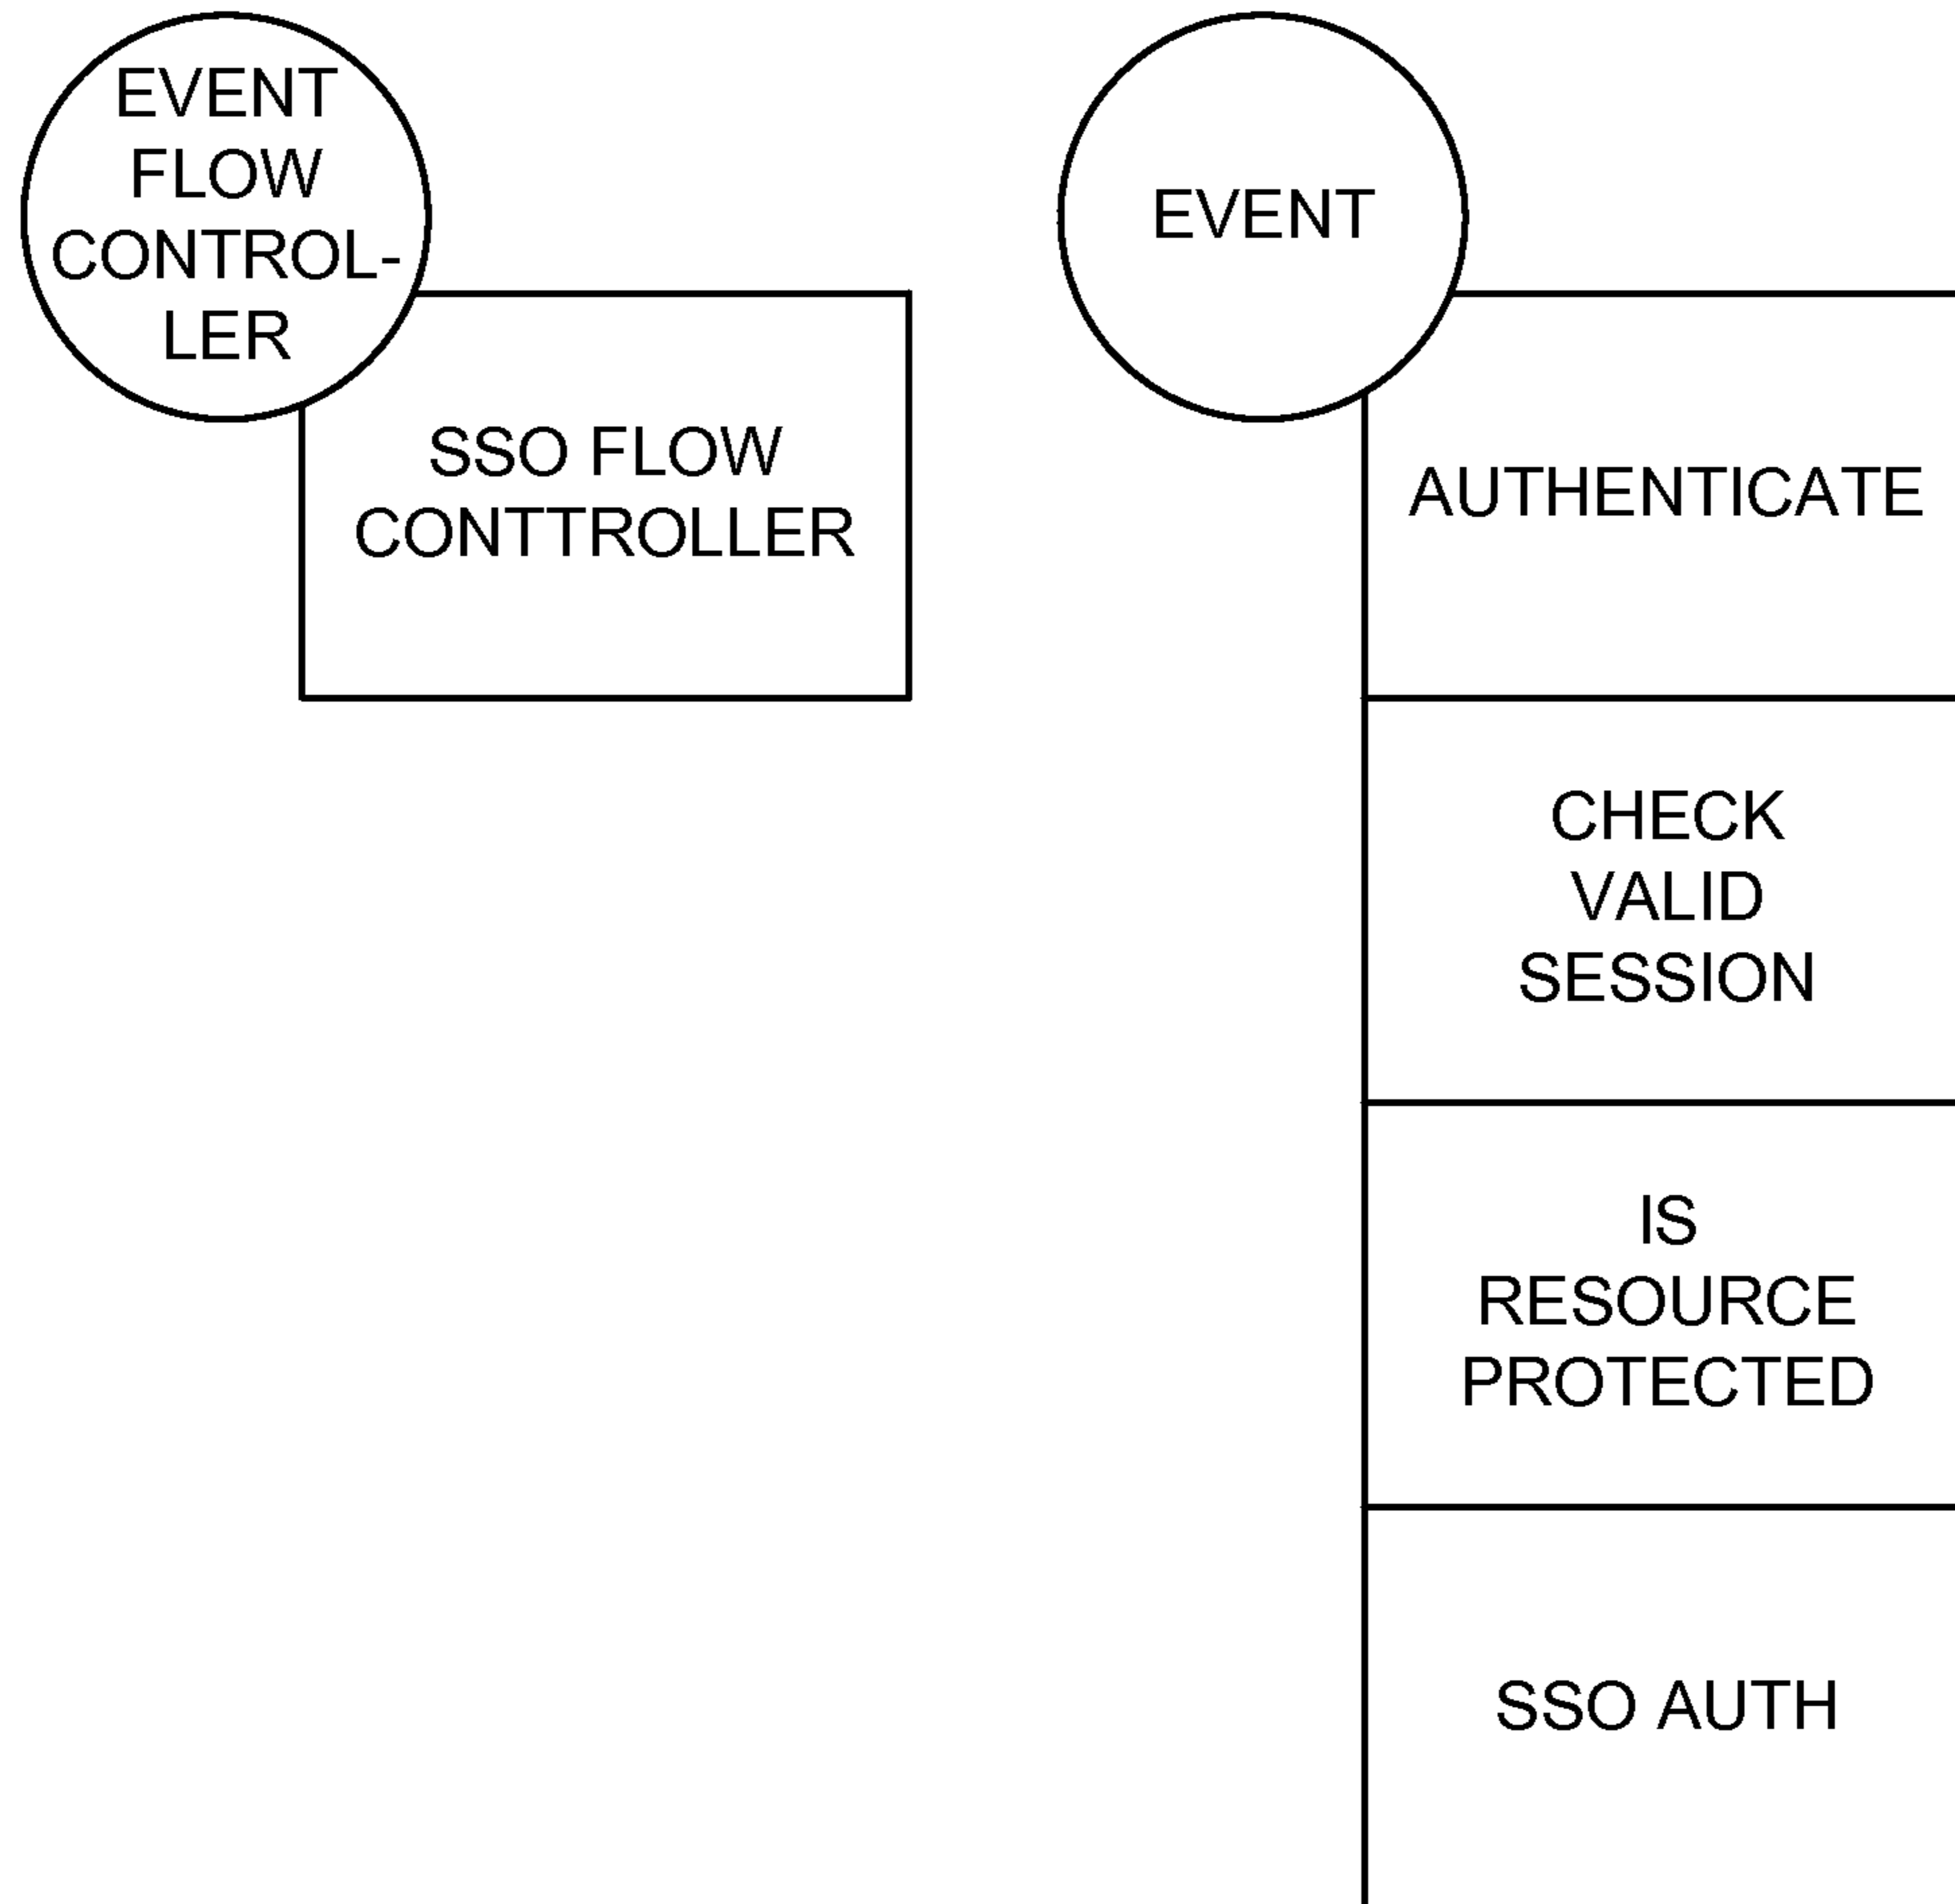 EVENT
FLOW
CONTROL-
LER
SSO FLOW
CONTTROLLER
EVENT
AUTHENTICATE
CHECK
VALID
SESSION
IS
RESOURCE
PROTECTED
SSO AUTH